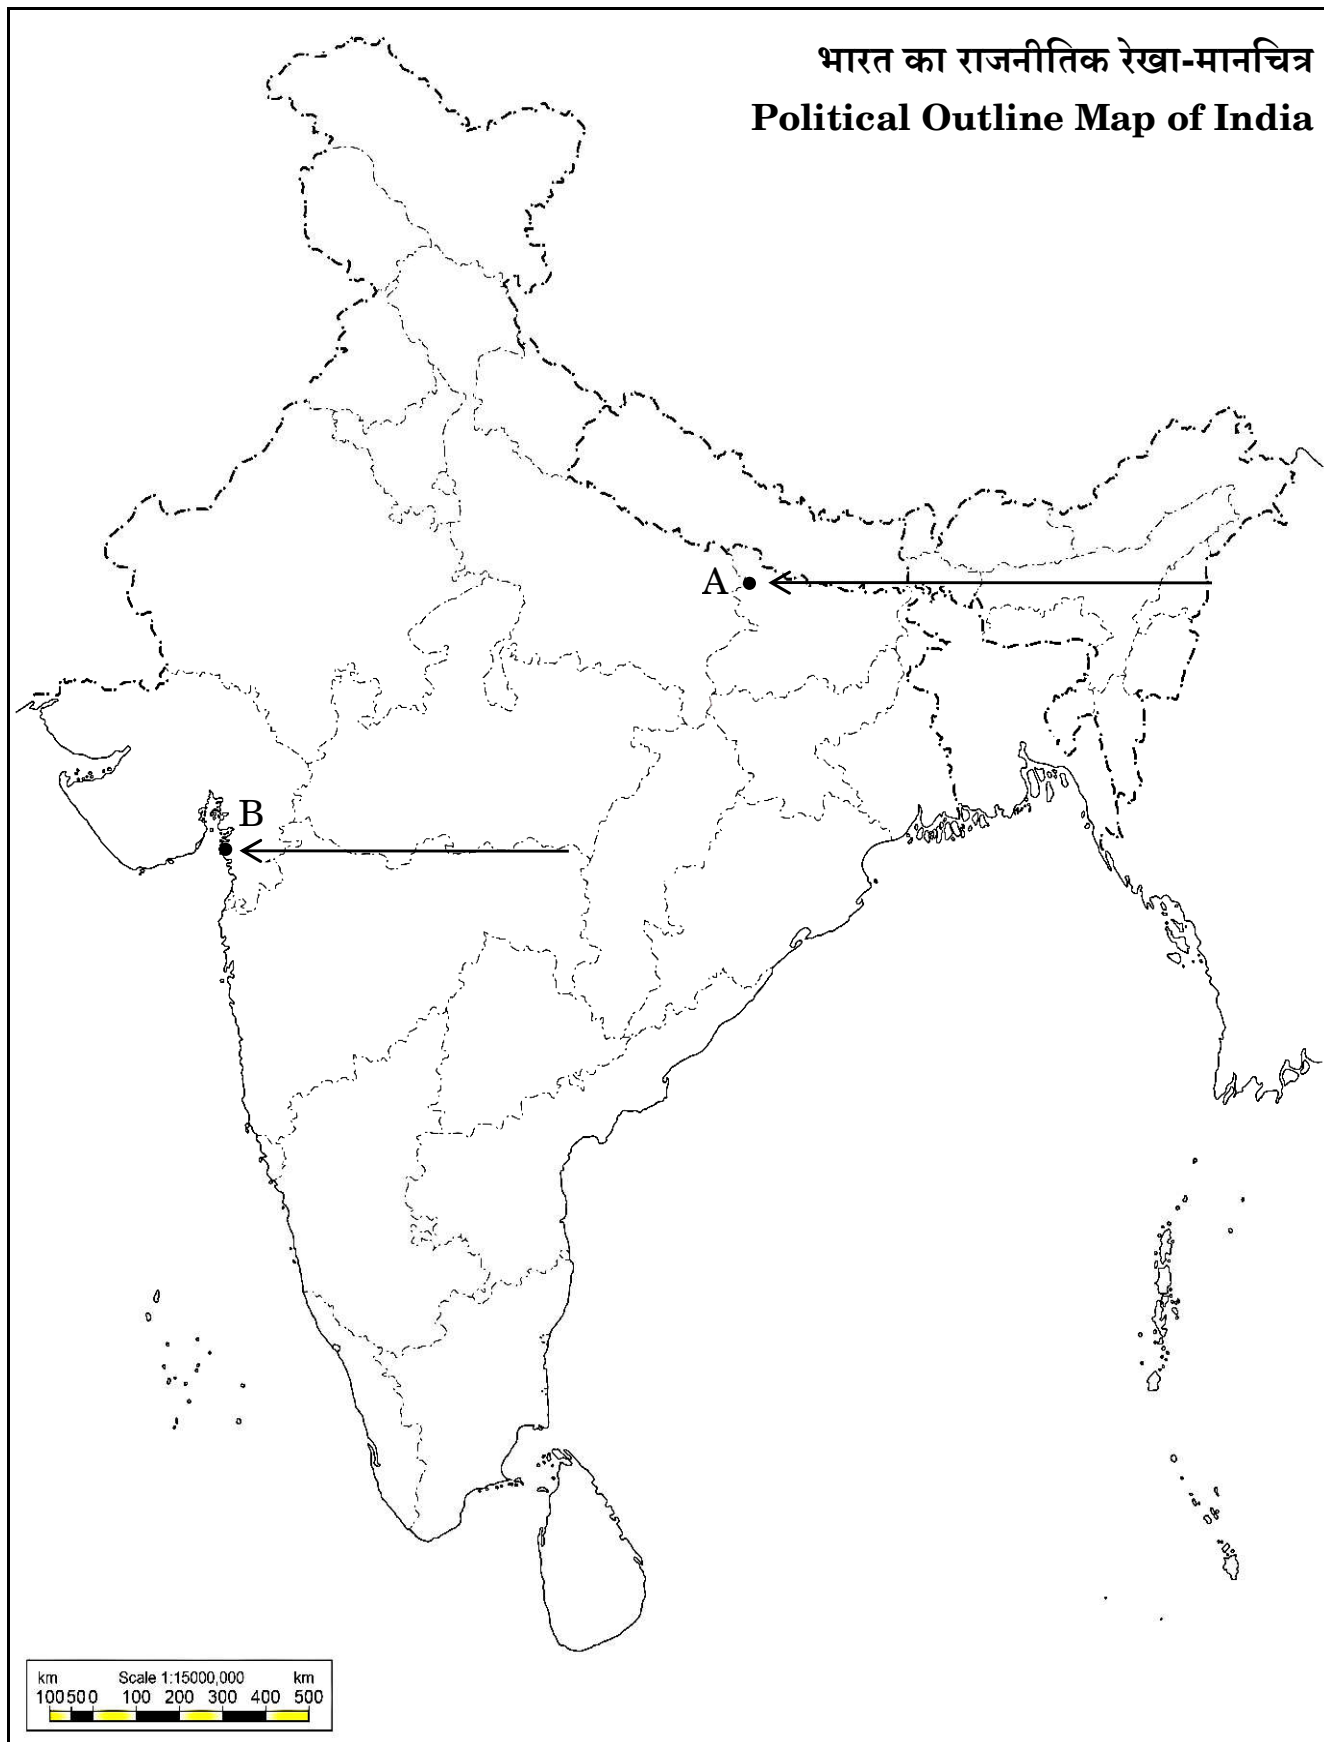 भारत का राजनीतिक रेखा-मानचित्र
Political Outline Map of India
A
B
km Scale 1:15000,000 km
100 50 0 100 200 300 400 500